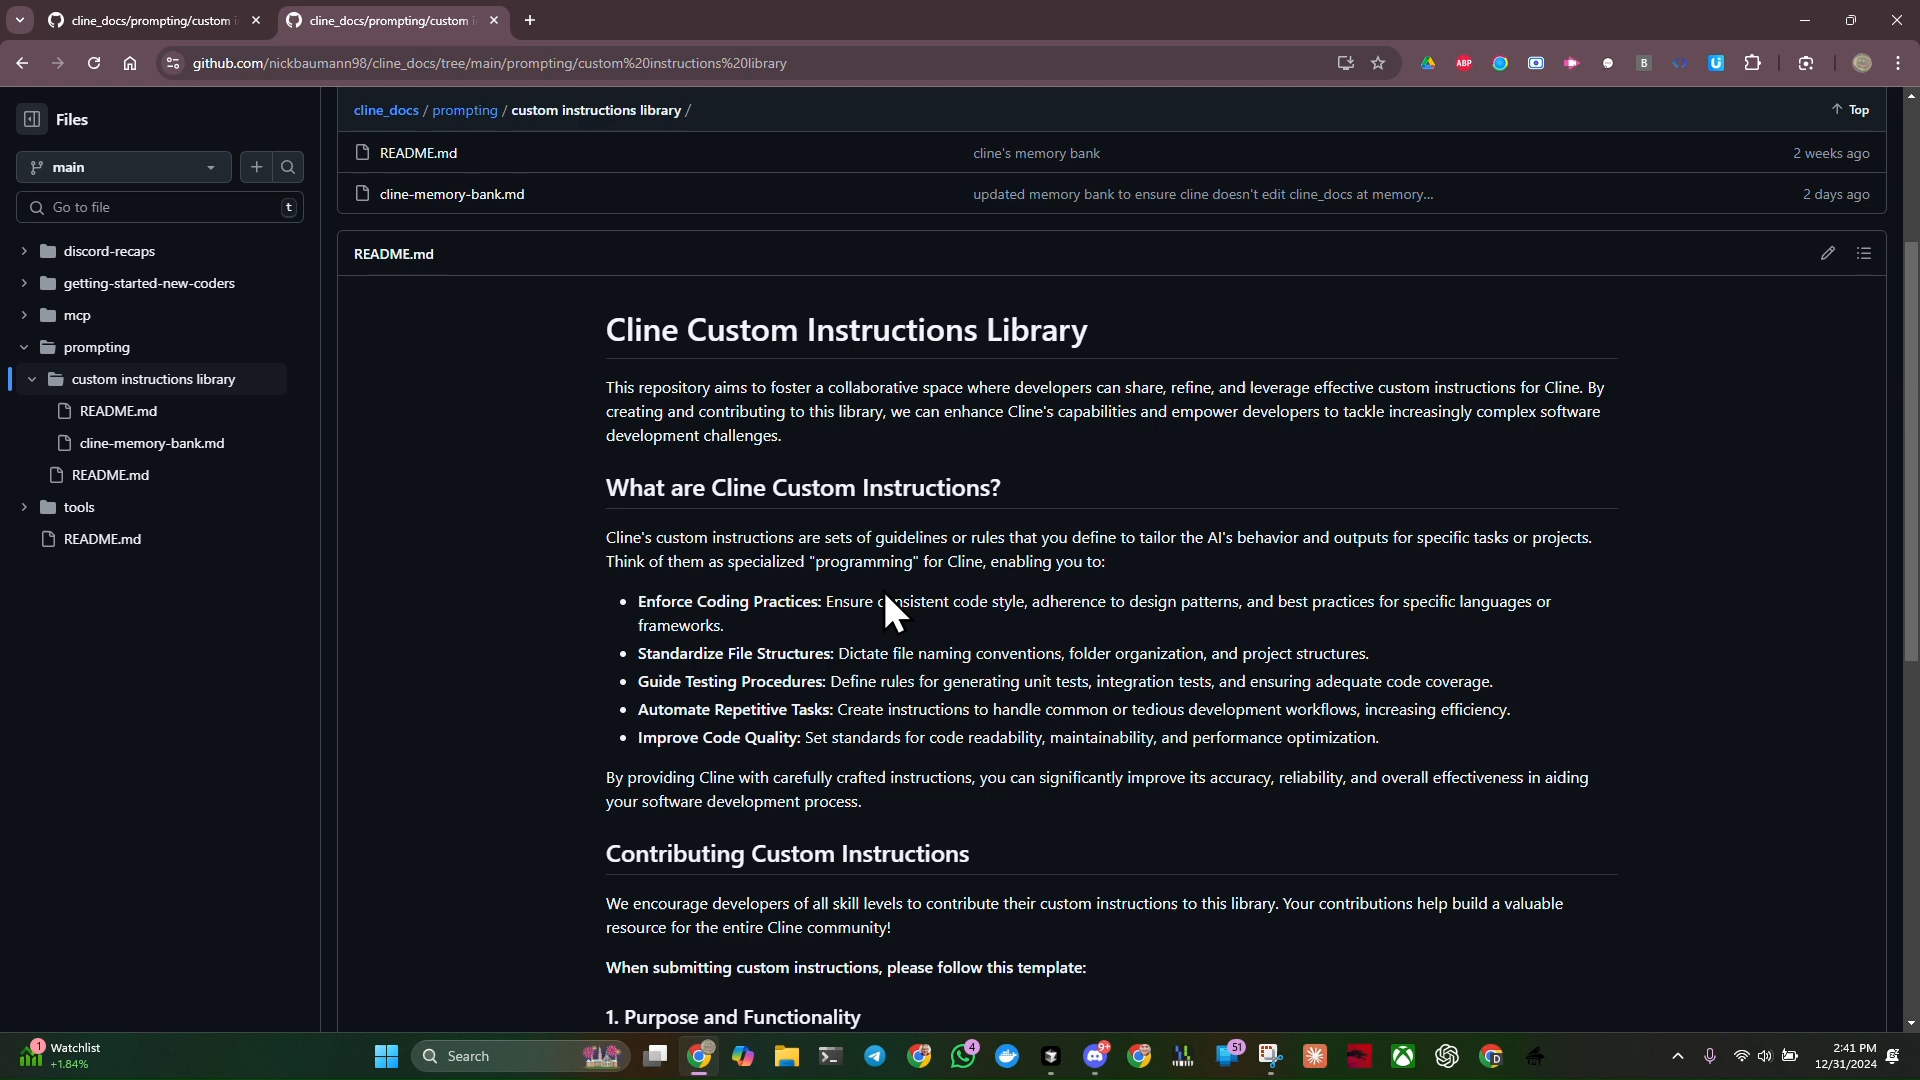 cline_docs/prompting/custom i
cline_docs/prompting/custom i
github.com/nickbaumann98/cline_docs/tree/main/prompting/custom%20instructions%20library
ABP
B
Files
cline_docs / prompting / custom instructions library /
Top
main
README.md
cline's memory bank
2 weeks ago
Go to file
t
cline-memory-bank.md
updated memory bank to ensure cline doesn't edit cline_docs at memory...
2 days ago
discord-recaps
getting-started-new-coders
mcp
prompting
custom instructions library
README.md
cline-memory-bank.md
README.md
tools
README.md
README.md
Cline Custom Instructions Library
This repository aims to foster a collaborative space where developers can share, refine, and leverage effective custom instructions for Cline. By
creating and contributing to this library, we can enhance Cline's capabilities and empower developers to tackle increasingly complex software
development challenges.
What are Cline Custom Instructions?
Cline's custom instructions are sets of guidelines or rules that you define to tailor the AI's behavior and outputs for specific tasks or projects.
Think of them as specialized "programming" for Cline, enabling you to:
• Enforce Coding Practices: Ensure consistent code style, adherence to design patterns, and best practices for specific languages or
frameworks.
• Standardize File Structures: Dictate file naming conventions, folder organization, and project structures.
• Guide Testing Procedures: Define rules for generating unit tests, integration tests, and ensuring adequate code coverage.
• Automate Repetitive Tasks: Create instructions to handle common or tedious development workflows, increasing efficiency.
• Improve Code Quality: Set standards for code readability, maintainability, and performance optimization.
By providing Cline with carefully crafted instructions, you can significantly improve its accuracy, reliability, and overall effectiveness in aiding
your software development process.
Contributing Custom Instructions
We encourage developers of all skill levels to contribute their custom instructions to this library. Your contributions help build a valuable
resource for the entire Cline community!
When submitting custom instructions, please follow this template:
1. Purpose and Functionality
1
Watchlist
+1.84%
Search
4
9+
51
D
2:41 PM
12/31/2024